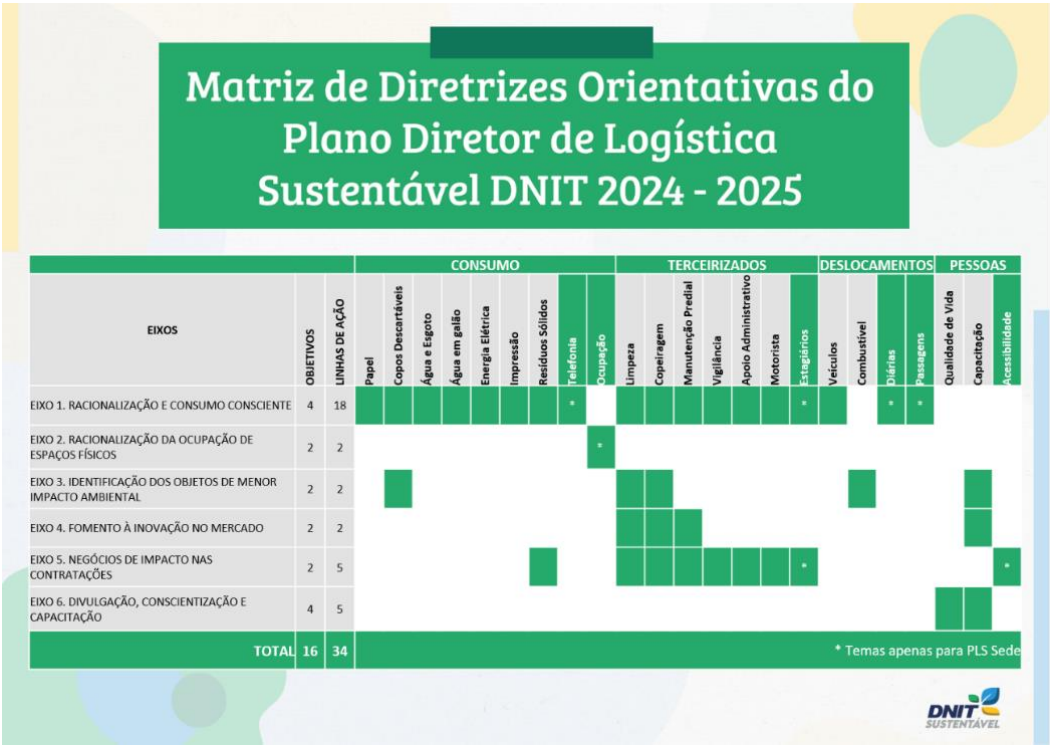 Matriz de Diretrizes Orientativas do
Plano Diretor de Logística
Sustentável DNIT 2024 - 2025
CONSUMO
TERCEIRIZADOS
DESLOCAMENTOS
PESSOAS
EIXOS
OBJETIVOS
LINHAS DE AÇÃO
Papel
Copos Descartáveis
Água e Esgoto
Água em galão
Energia Elétrica
Impressão
Resíduos Sólidos
Telefonia
Ocupação
Limpeza
Copeiragem
Manutenção Predial
Vigilância
Apoio Administrativo
Motorista
Estagiários
Veículos
Combustível
Diárias
Passagens
Qualidade de Vida
Capacitação
Acessibilidade
EIXO 1. RACIONALIZAÇÃO E CONSUMO CONSCIENTE 4 18 * * * *
EIXO 2. RACIONALIZAÇÃO DA OCUPAÇÃO DE
ESPAÇOS FÍSICOS 2 2 *
EIXO 3. IDENTIFICAÇÃO DOS OBJETOS DE MENOR
IMPACTO AMBIENTAL 2 2
EIXO 4. FOMENTO À INOVAÇÃO NO MERCADO 2 2
EIXO 5. NEGÓCIOS DE IMPACTO NAS
CONTRATAÇÕES 2 5 * *
EIXO 6. DIVULGAÇÃO, CONSCIENTIZAÇÃO E
CAPACITAÇÃO 4 5
TOTAL 16 34 * Temas apenas para PLS Sede
DNIT
SUSTENTÁVEL